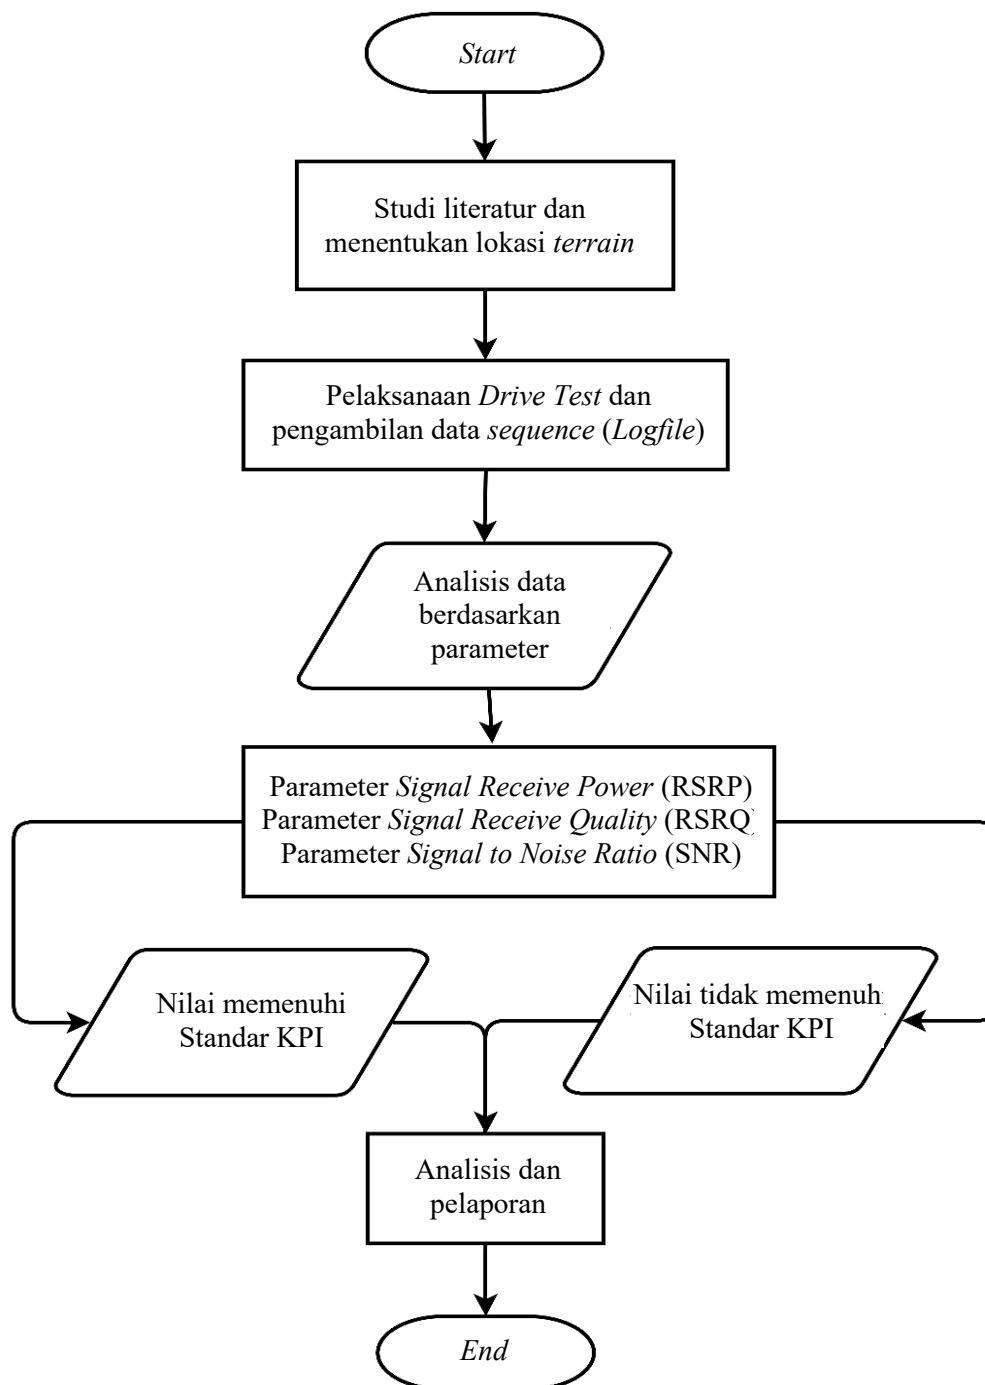 Start
Studi literatur dan
menentukan lokasi terrain
Pelaksanaan Drive Test dan
pengambilan data sequence (Logfile)
Analisis data
berdasarkan
parameter
Parameter Signal Receive Power (RSRP)
Parameter Signal Receive Quality (RSRQ)
Parameter Signal to Noise Ratio (SNR)
Nilai memenuhi
Standar KPI
Nilai tidak memenuhi
Standar KPI
Analisis dan
pelaporan
End